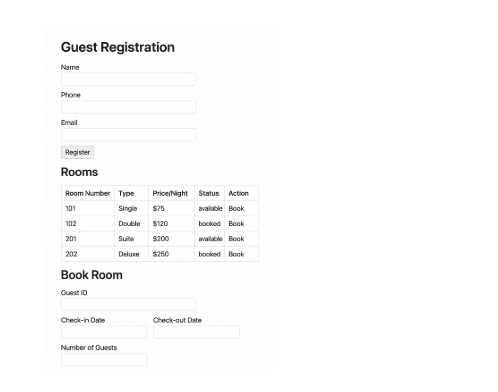 Guest Registration
Name
Phone
Email
Register
Rooms
Room Number Type Price/Night Status Action
101 Single $75 available Book
102 Double $120 booked Book
201 Suite $200 available Book
202 Deluxe $250 booked Book
Book Room
Guest ID
Check-in Date Check-out Date
Number of Guests